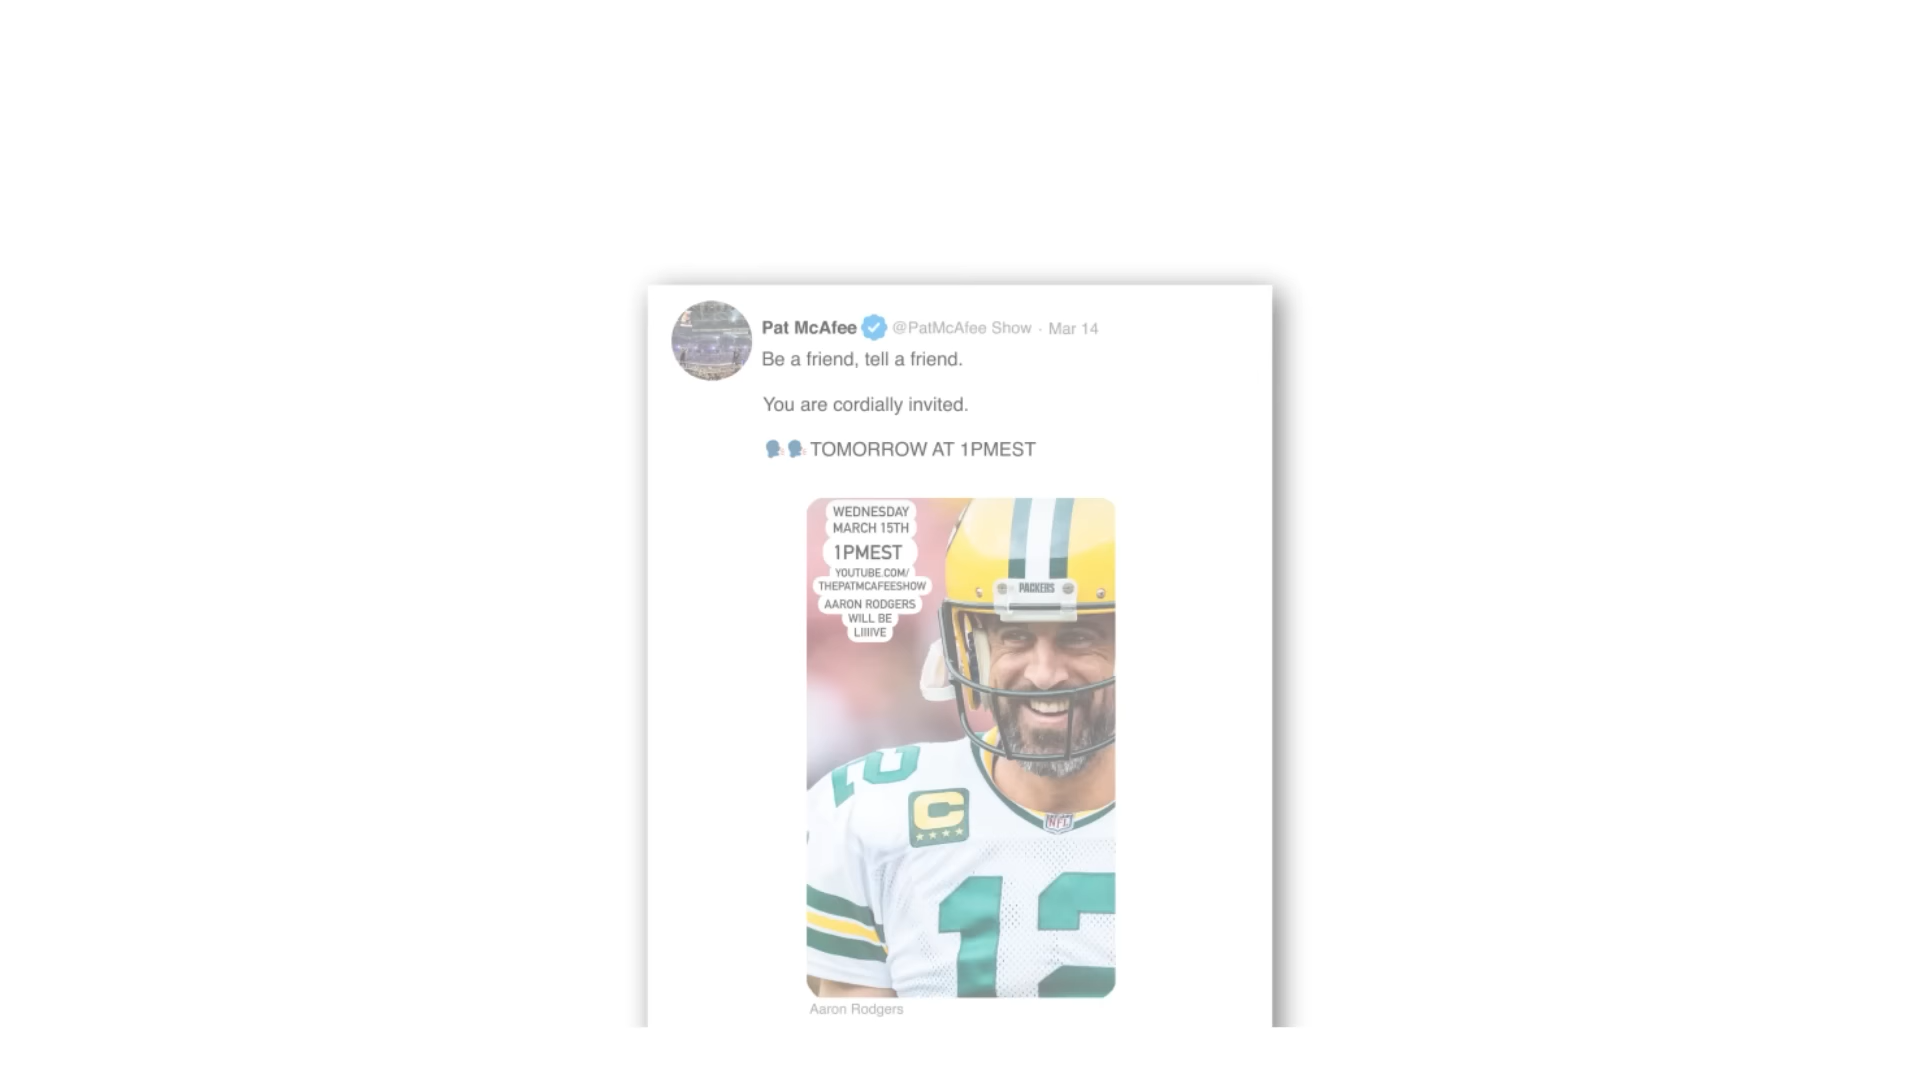 Pat McAfee @PatMcAfee Show · Mar 14
Be a friend, tell a friend.
You are cordially invited.
TOMORROW AT 1PMEST
WEDNESDAY
MARCH 15TH
1PMEST
YOUTUBE.COM/
THEPATMCAFEESHOW
AARON RODGERS
WILL BE
LIIIIVE
PACKERS
12
C
NFL
12
Aaron Rodgers